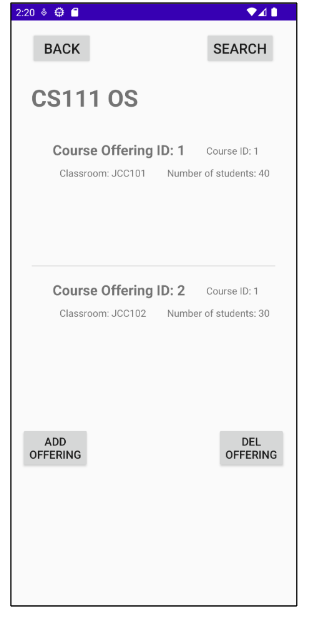 2:20
BACK SEARCH
CS111 OS
Course Offering ID: 1 Course ID: 1
Classroom: JCC101 Number of students: 40
Course Offering ID: 2 Course ID: 1
Classroom: JCC102 Number of students: 30
ADD
OFFERING
DEL
OFFERING